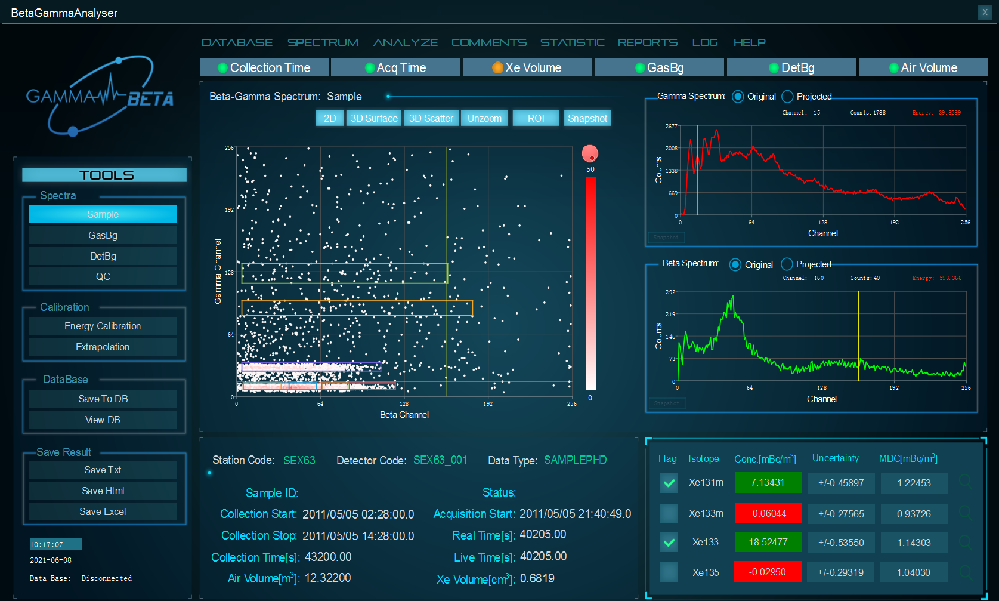 BetaGammaAnalyser
X
DATABASE SPECTRUM ANALYZE COMMENTS STATISTIC REPORTS LOG HELP
GAMMA BETA
Collection Time Acq Time Xe Volume GasBg DetBg Air Volume
TOOLS
Spectra
Sample
GasBg
DetBg
QC
Calibration
Energy Calibration
Extrapolation
DataBase
Save To DB
View DB
Save Result
Save Txt
Save Html
Save Excel
10:17:07
2021-06-08
Data Base: Disconnected
Beta-Gamma Spectrum: Sample
2D 3D Surface 3D Scatter Unzoom ROI Snapshot
256
192
128
64
0
Gamma Channel
0 64 128 192 256
Beta Channel
50
0
Gamma Spectrum: Original Projected
Channel: 15 Counts:1788 Energy: 39.8289
2677
2008
1338
669
0
Counts
0 64 128 192 256
Channel
Snapshot
Beta Spectrum: Original Projected
Channel: 160 Counts:40 Energy: 593.366
292
219
146
73
0
Counts
0 64 128 192 256
Channel
Snapshot
Station Code: SEX63 Detector Code: SEX63_001 Data Type: SAMPLEPHD
Sample ID: Status:
Collection Start: 2011/05/05 02:28:00.0 Acquisition Start: 2011/05/05 21:40:49.0
Collection Stop: 2011/05/05 14:28:00.0 Real Time[s]: 40205.00
Collection Time[s]: 43200.00 Live Time[s]: 40205.00
Air Volume[m³]: 12.32200 Xe Volume[cm³]: 0.6819
Flag Isotope Conc.[mBq/m³] Uncertainty MDC[mBq/m³]
Xe131m 7.13431 +/-0.45897 1.22453
Xe133m -0.06044 +/-0.27565 0.93726
Xe133 18.52477 +/-0.53550 1.14303
Xe135 -0.02950 +/-0.29319 1.04030